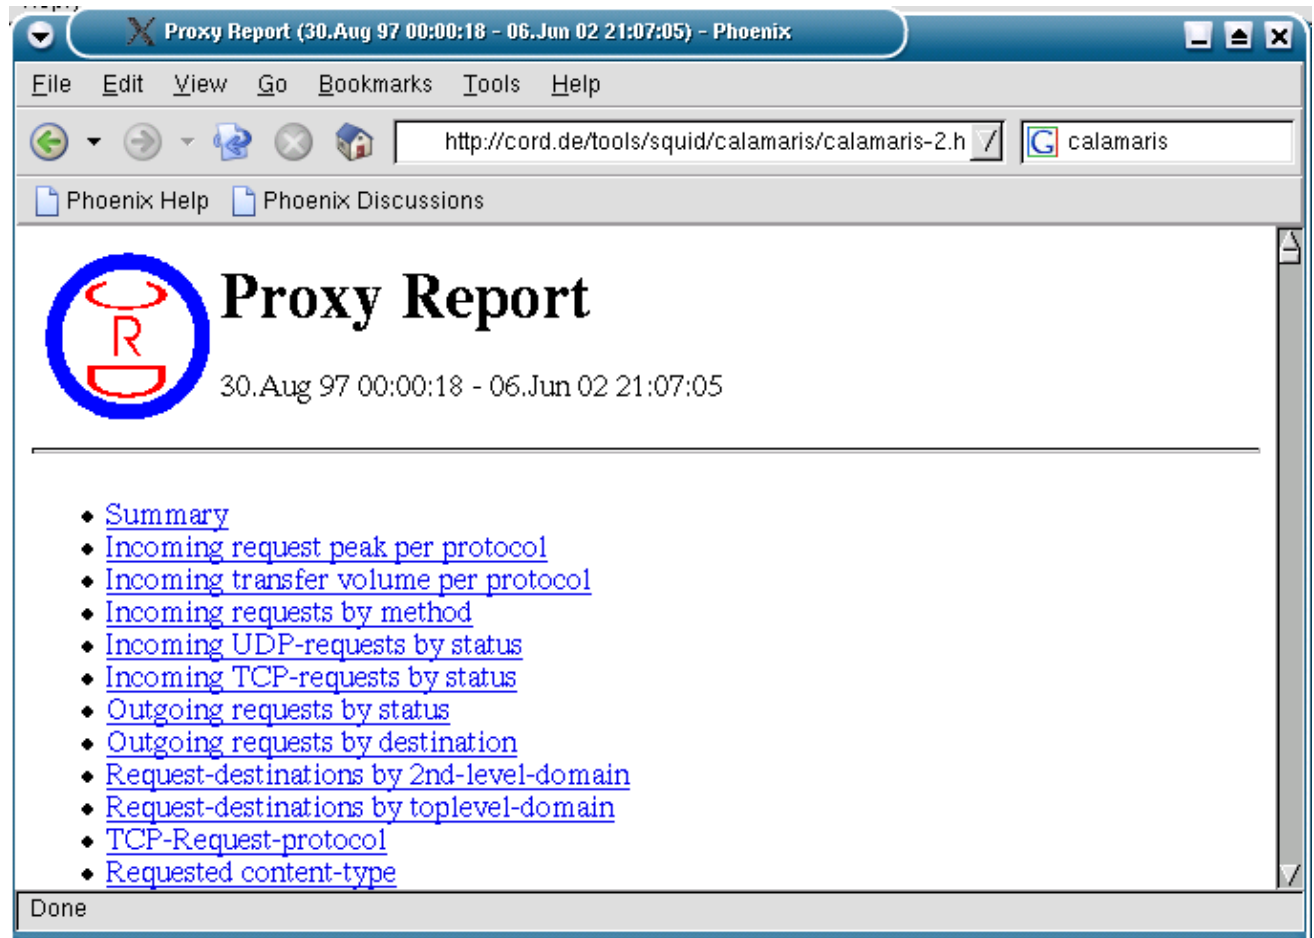 Proxy Report (30.Aug 97 00:00:18 - 06.Jun 02 21:07:05) - Phoenix
File Edit View Go Bookmarks Tools Help
http://cord.de/tools/squid/calamaris/calamaris-2.h G calamaris
Phoenix Help Phoenix Discussions
R
Proxy Report
30.Aug 97 00:00:18 - 06.Jun 02 21:07:05
Summary
Incoming request peak per protocol
Incoming transfer volume per protocol
Incoming requests by method
Incoming UDP-requests by status
Incoming TCP-requests by status
Outgoing requests by status
Outgoing requests by destination
Request-destinations by 2nd-level-domain
Request-destinations by toplevel-domain
TCP-Request-protocol
Requested content-type
Done